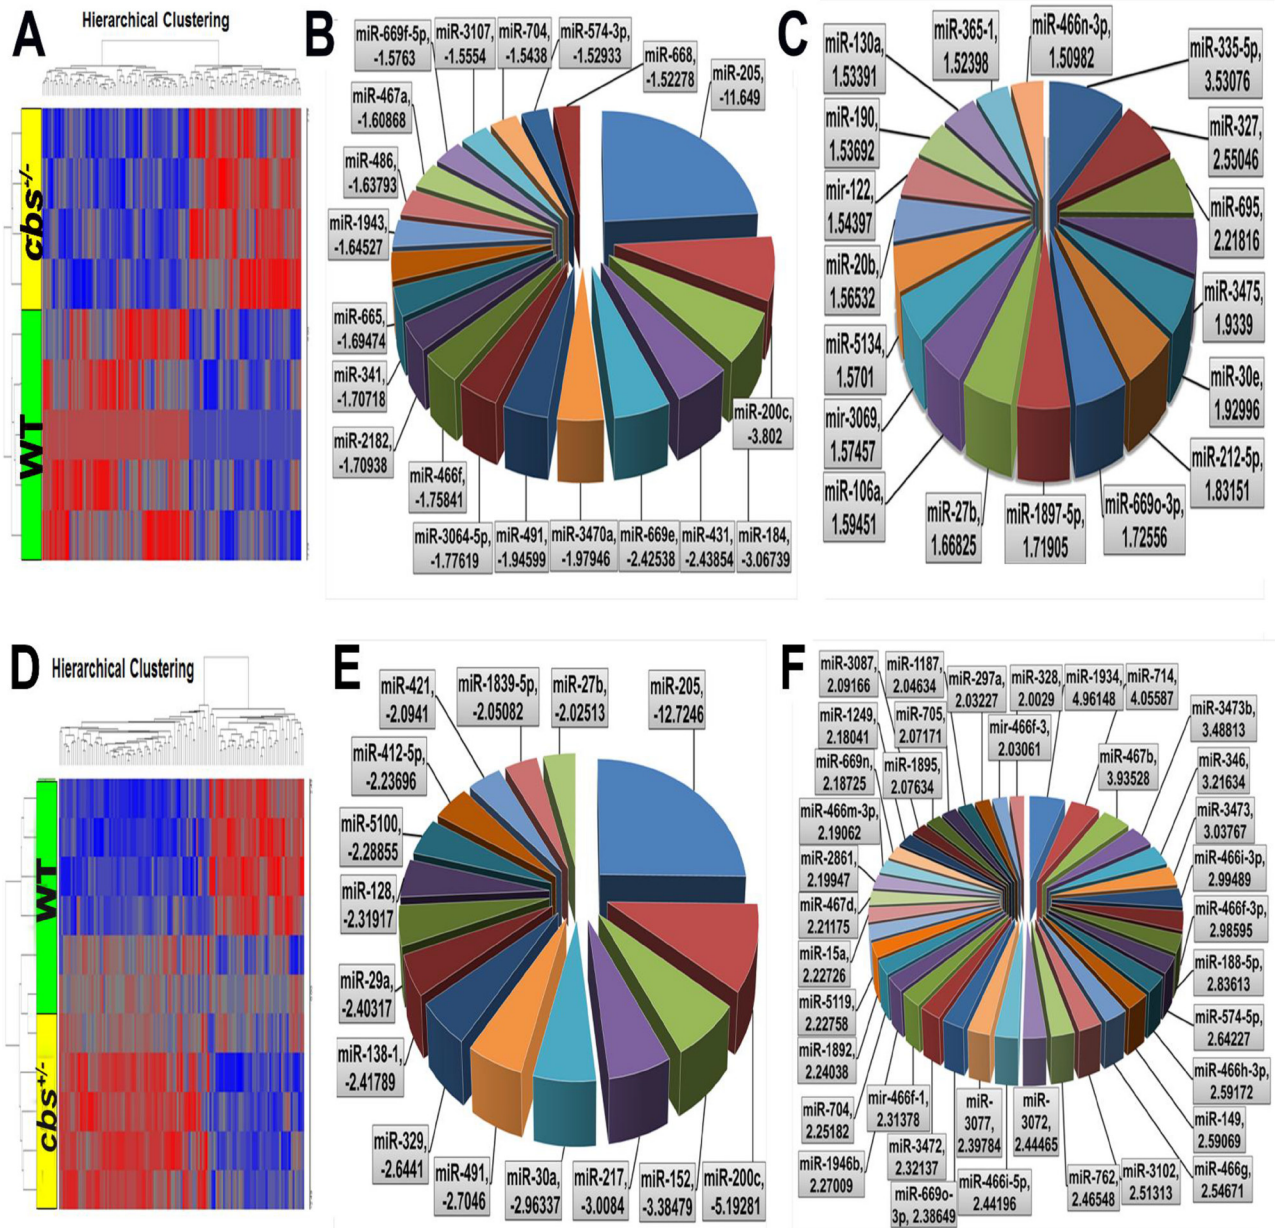 A
Hierarchical Clustering
cbs+/-
WT
B
miR-669f-5p,
-1.5763
miR-3107,
-1.5554
miR-704,
-1.5438
miR-574-3p,
-1.52933
miR-668,
-1.52278
miR-205,
-11.649
miR-467a,
-1.60868
miR-486,
-1.63793
miR-1943,
-1.64527
miR-665,
-1.69474
miR-341,
-1.70718
miR-2182,
-1.70938
miR-466f,
-1.75841
miR-3064-5p,
-1.77619
miR-491,
-1.94599
miR-3470a,
-1.97946
miR-669e,
-2.42538
miR-431,
-2.43854
miR-184,
-3.06739
miR-200c,
-3.802
C
miR-130a,
1.53391
miR-365-1,
1.52398
miR-466n-3p,
1.50982
miR-335-5p,
3.53076
miR-327,
2.55046
miR-695,
2.21816
miR-3475,
1.9339
miR-30e,
1.92996
miR-212-5p,
1.83151
miR-669o-3p,
1.72556
miR-1897-5p,
1.71905
miR-27b,
1.66825
miR-106a,
1.59451
mir-3069,
1.57457
miR-5134,
1.5701
miR-20b,
1.56532
mir-122,
1.54397
miR-190,
1.53692
D
Hierarchical Clustering
WT
cbs+/-
E
miR-421,
-2.0941
miR-1839-5p,
-2.05082
miR-27b,
-2.02513
miR-205,
-12.7246
miR-412-5p,
-2.23696
miR-5100,
-2.28855
miR-128,
-2.31917
miR-29a,
-2.40317
miR-138-1,
-2.41789
miR-329,
-2.6441
miR-491,
-2.7046
miR-30a,
-2.96337
miR-217,
-3.0084
miR-152,
-3.38479
miR-200c,
-5.19281
F
miR-3087,
2.09166
miR-1187,
2.04634
miR-297a,
2.03227
miR-328,
2.0029
miR-1934,
4.96148
miR-714,
4.05587
miR-1249,
2.18041
miR-705,
2.07171
mir-466f-3,
2.03061
miR-467b,
3.93528
miR-3473b,
3.48813
miR-669n,
2.18725
miR-1895,
2.07634
miR-346,
3.21634
miR-466m-3p,
2.19062
miR-3473,
3.03767
miR-2861,
2.19947
miR-466i-3p,
2.99489
miR-467d,
2.21175
miR-466f-3p,
2.98595
miR-15a,
2.22726
miR-188-5p,
2.83613
miR-5119,
2.22758
miR-574-5p,
2.64227
miR-1892,
2.24038
miR-466h-3p,
2.59172
miR-704,
2.25182
miR-149,
2.59069
miR-1946b,
2.27009
miR-466g,
2.54671
mir-466f-1,
2.31378
miR-3472,
2.32137
miR-669o-
3p, 2.38649
miR-
3077,
2.39784
miR-466i-5p,
2.44196
miR-
3072,
2.44465
miR-762,
2.46548
miR-3102,
2.51313